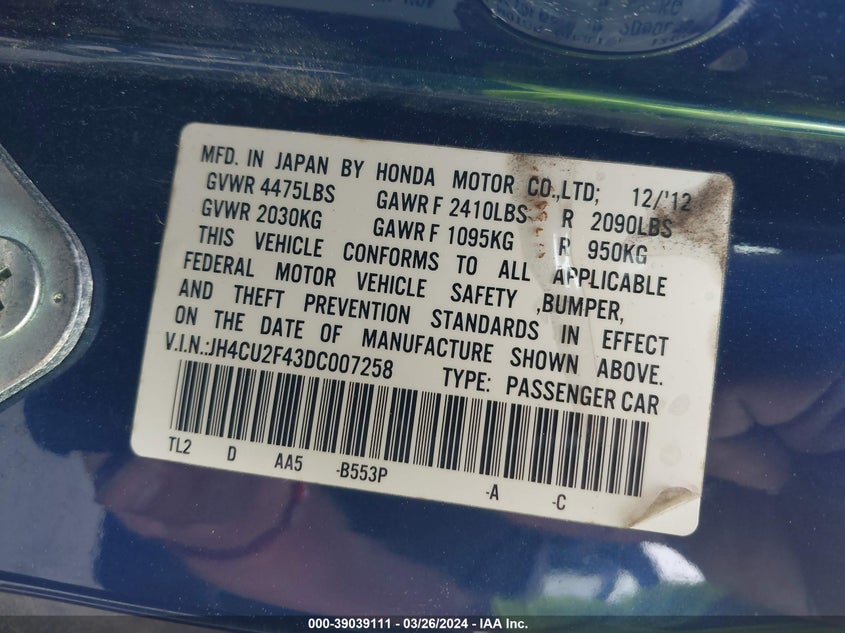 MFD. IN JAPAN BY HONDA MOTOR CO.,LTD; 12/'12
GVWR 4475LBS GAWR F 2410LBS R 2090LBS
GVWR 2030KG GAWR F 1095KG R 950KG
THIS VEHICLE CONFORMS TO ALL APPLICABLE
FEDERAL MOTOR VEHICLE SAFETY ,BUMPER,
AND THEFT PREVENTION STANDARDS IN EFFECT
ON THE DATE OF MANUFACTURE SHOWN ABOVE.
V.I.N.:JH4CU2F43DC007258 TYPE: PASSENGER CAR
TL2 D AA5 -B553P -A -C
000-39039111 - 03/26/2024 - IAA Inc.